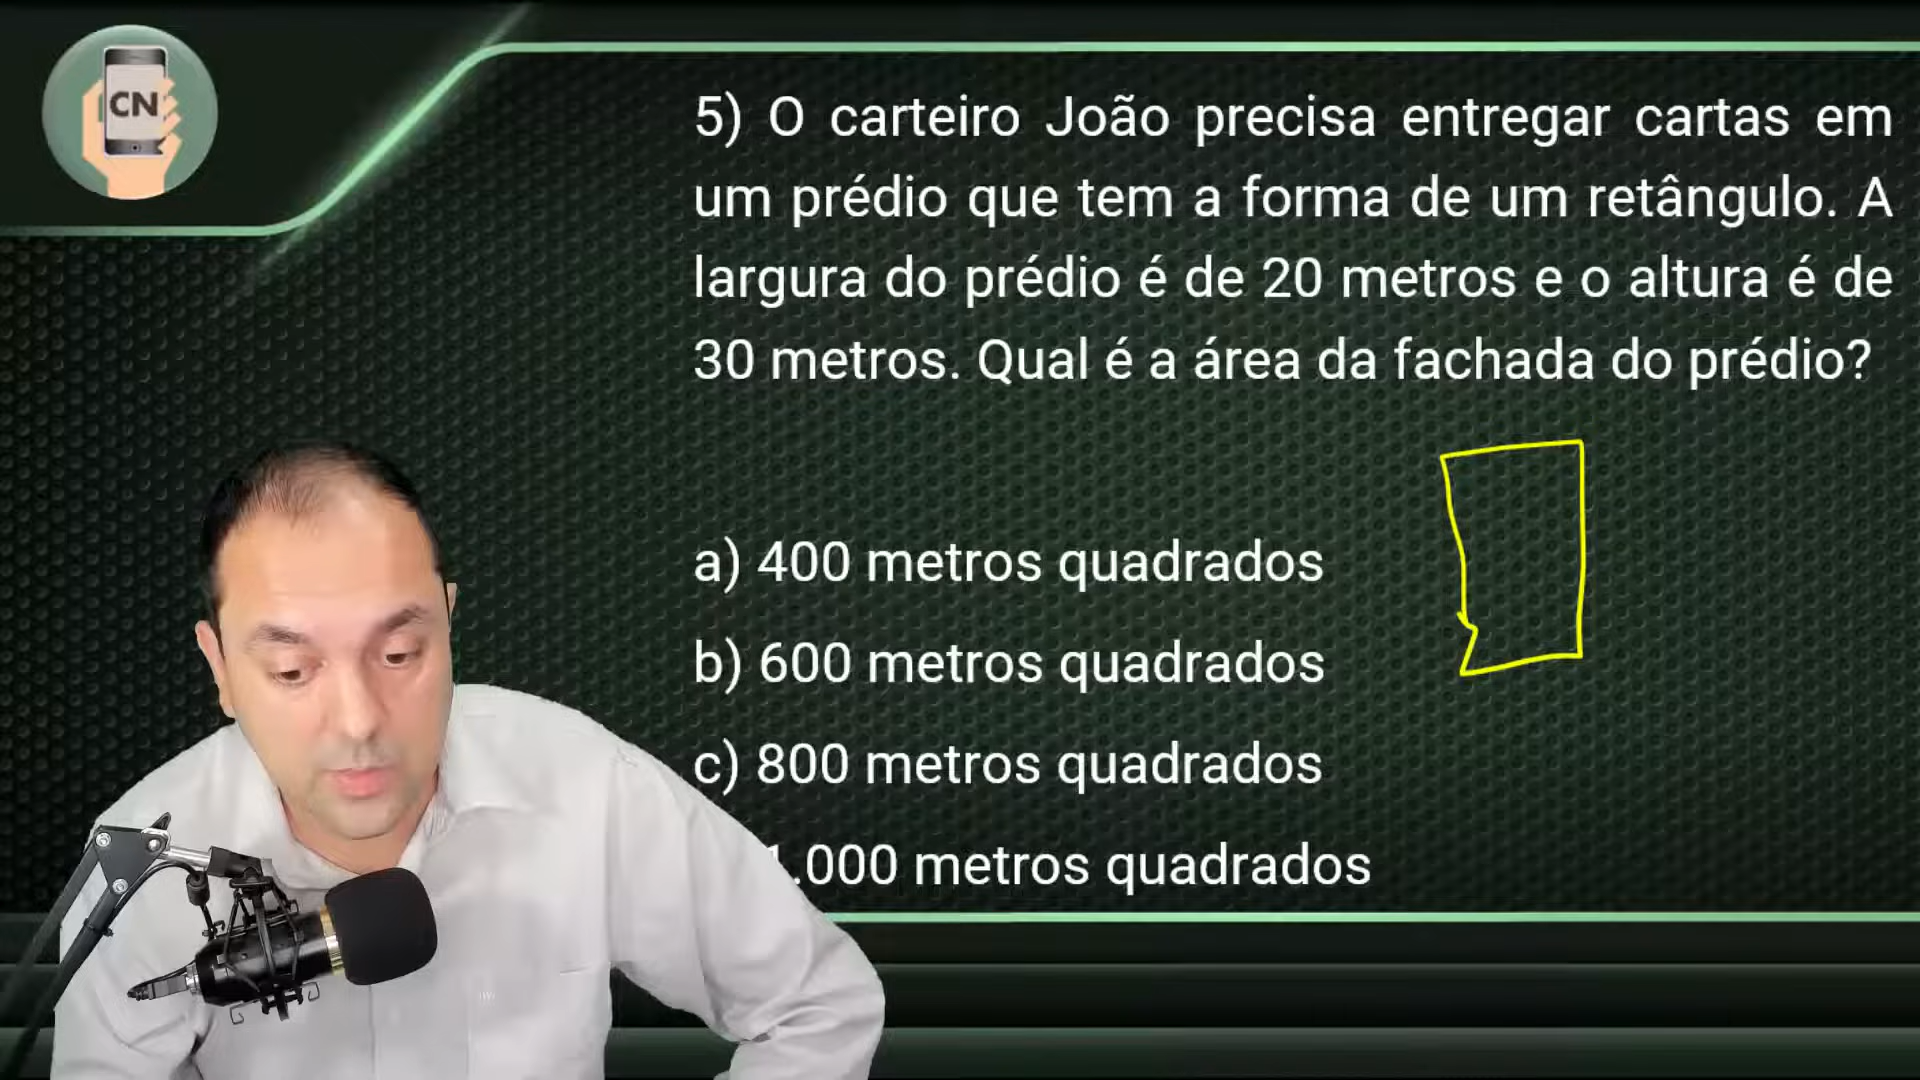 CN
5) O carteiro João precisa entregar cartas em
um prédio que tem a forma de um retângulo. A
largura do prédio é de 20 metros e o altura é de
30 metros. Qual é a área da fachada do prédio?
a) 400 metros quadrados
b) 600 metros quadrados
c) 800 metros quadrados
1.000 metros quadrados